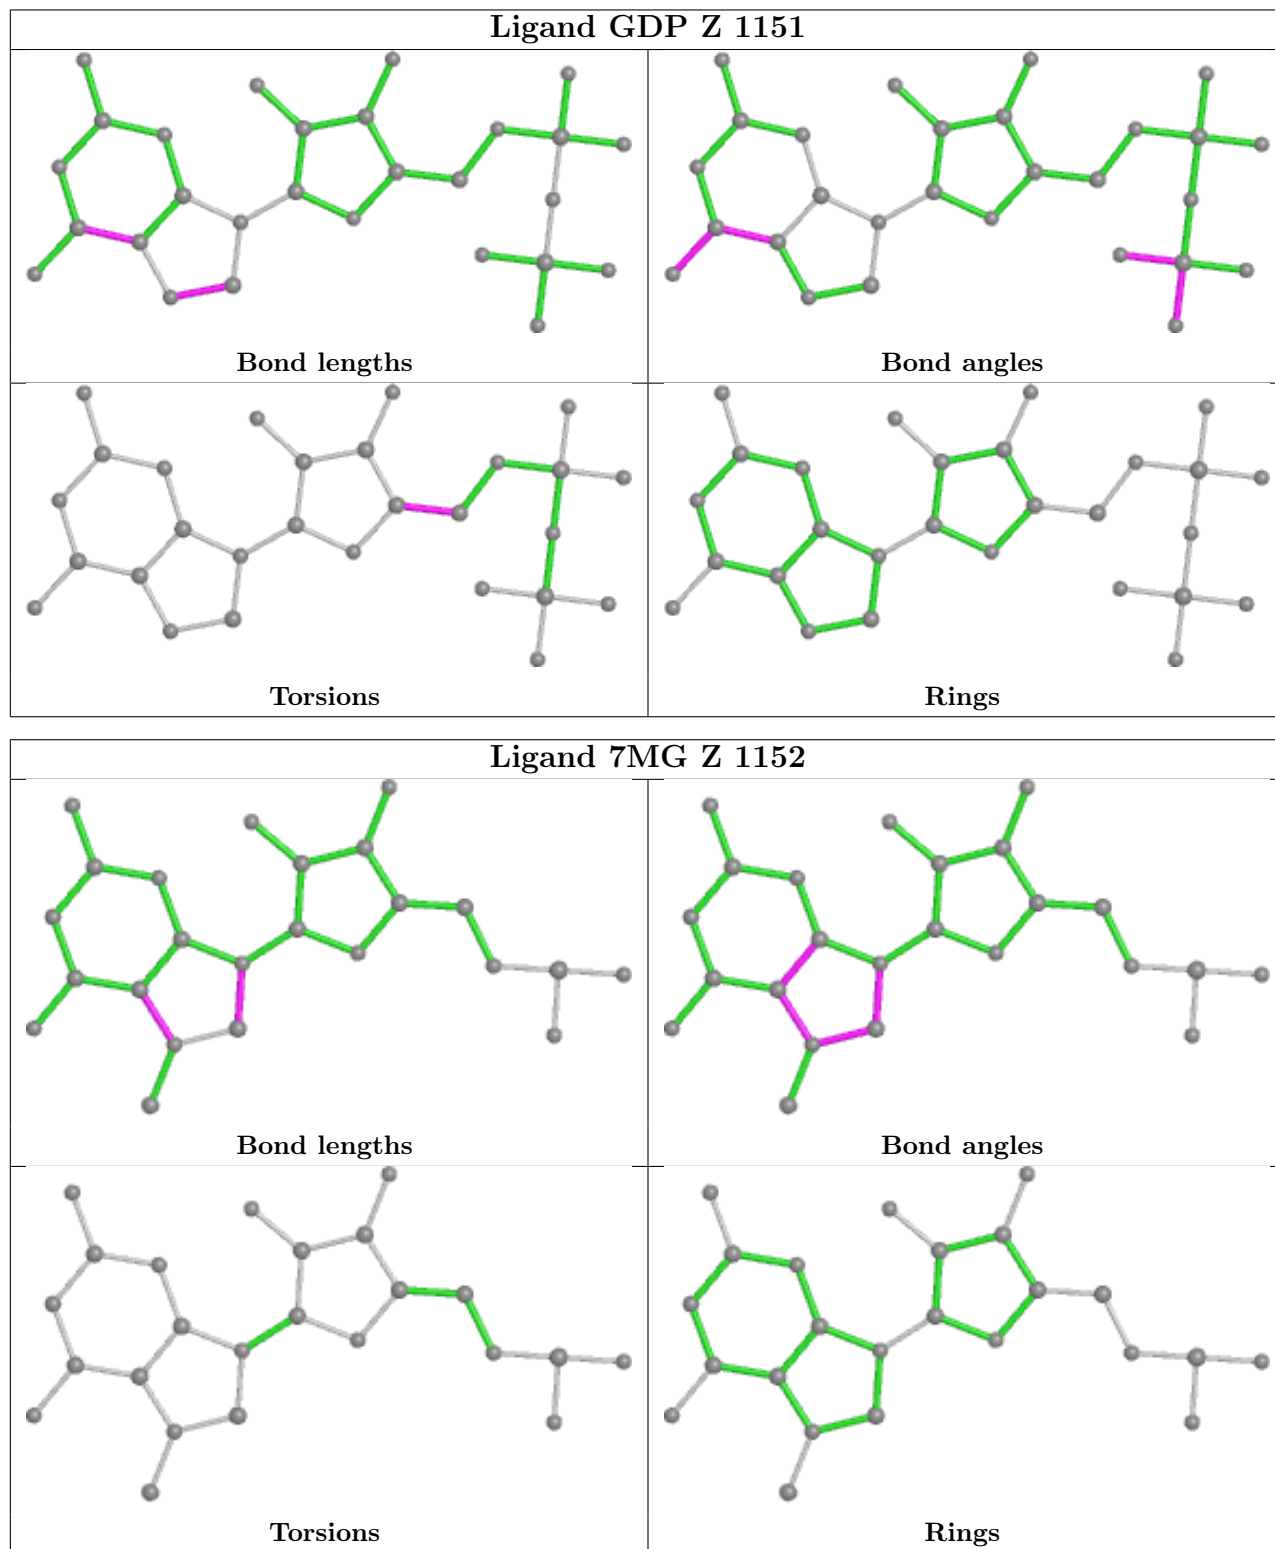 Ligand GDP Z 1151
Bond lengths
Bond angles
Torsions
Rings
Ligand 7MG Z 1152
Bond lengths
Bond angles
Torsions
Rings